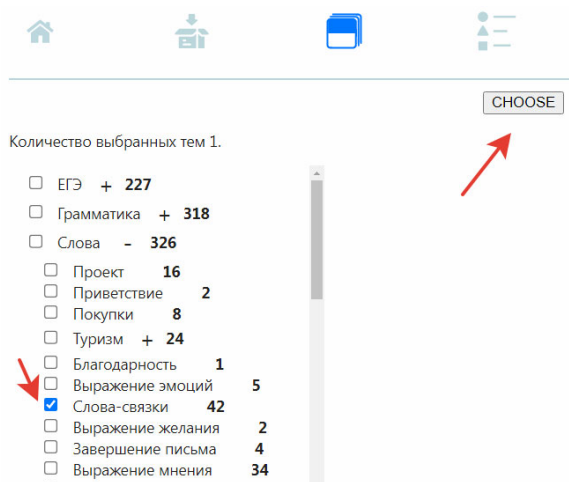 CHOOSE
Количество выбранных тем 1.
ЕГЭ + 227
Грамматика + 318
Слова - 326
Проект 16
Приветствие 2
Покупки 8
Туризм + 24
Благодарность 1
Выражение эмоций 5
Слова-связки 42
Выражение желания 2
Завершение письма 4
Выражение мнения 34